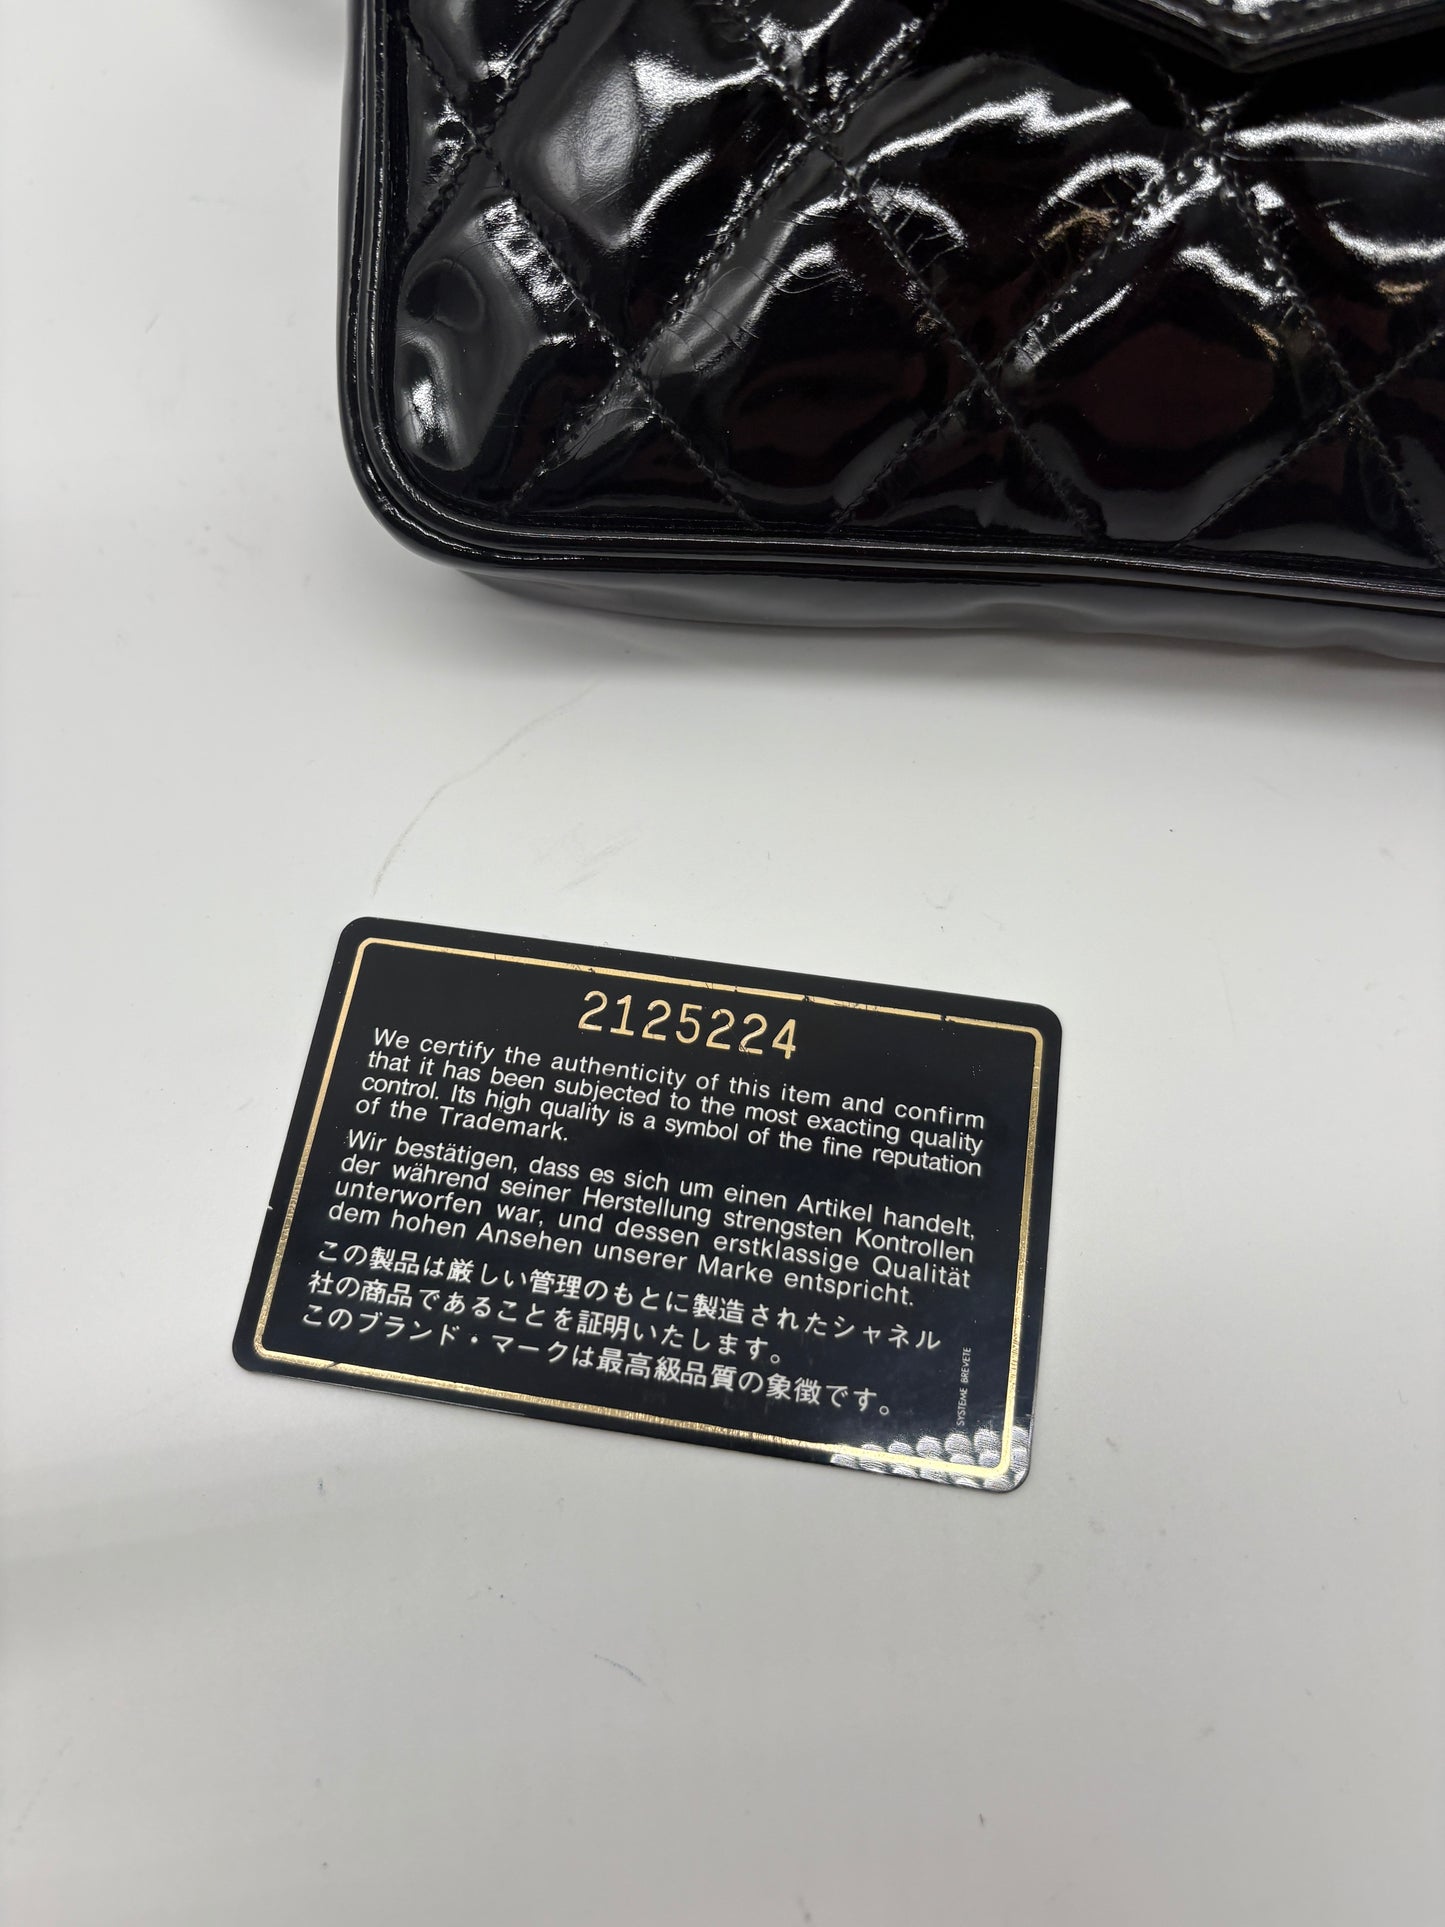 2125224
We certify the authenticity of this item and confirm
that it has been subjected to the most exacting quality
control. Its high quality is a symbol of the fine reputation
of the Trademark.
Wir bestätigen, dass es sich um einen Artikel handelt,
der während seiner Herstellung strengsten Kontrollen
unterworfen war, und dessen erstklassige Qualität
dem hohen Ansehen unserer Marke entspricht.
この製品は厳しい管理のもとに製造されたシャネル
社の商品であることを証明いたします。
このブランド・マークは最高級品質の象徴です。
SYSTEME BREVETE